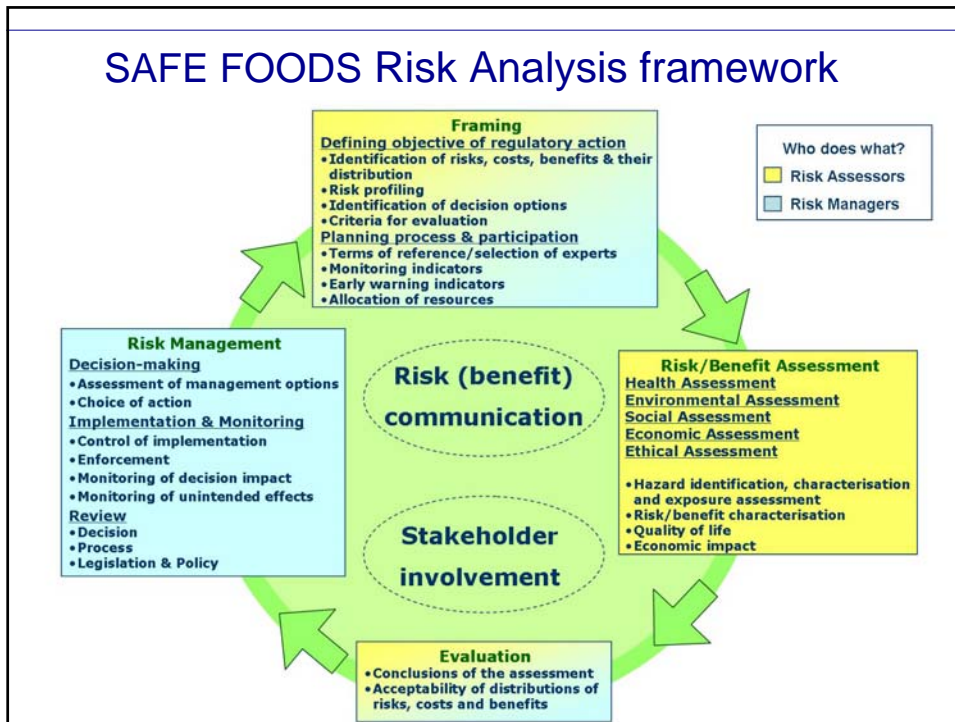 SAFE FOODS Risk Analysis framework
Framing
Defining objective of regulatory action
•Identification of risks, costs, benefits & their
distribution
•Risk profiling
•Identification of decision options
•Criteria for evaluation
Planning process & participation
•Terms of reference/selection of experts
•Monitoring indicators
•Early warning indicators
•Allocation of resources
Who does what?
Risk Assessors
Risk Managers
Risk Management
Decision-making
•Assessment of management options
•Choice of action
Implementation & Monitoring
•Control of implementation
•Enforcement
•Monitoring of decision impact
•Monitoring of unintended effects
Review
•Decision
•Process
•Legislation & Policy
Risk (benefit)
communication
Stakeholder
involvement
Risk/Benefit Assessment
Health Assessment
Environmental Assessment
Social Assessment
Economic Assessment
Ethical Assessment
•Hazard identification, characterisation
and exposure assessment
•Risk/benefit characterisation
•Quality of life
•Economic impact
Evaluation
•Conclusions of the assessment
•Acceptability of distributions of
risks, costs and benefits